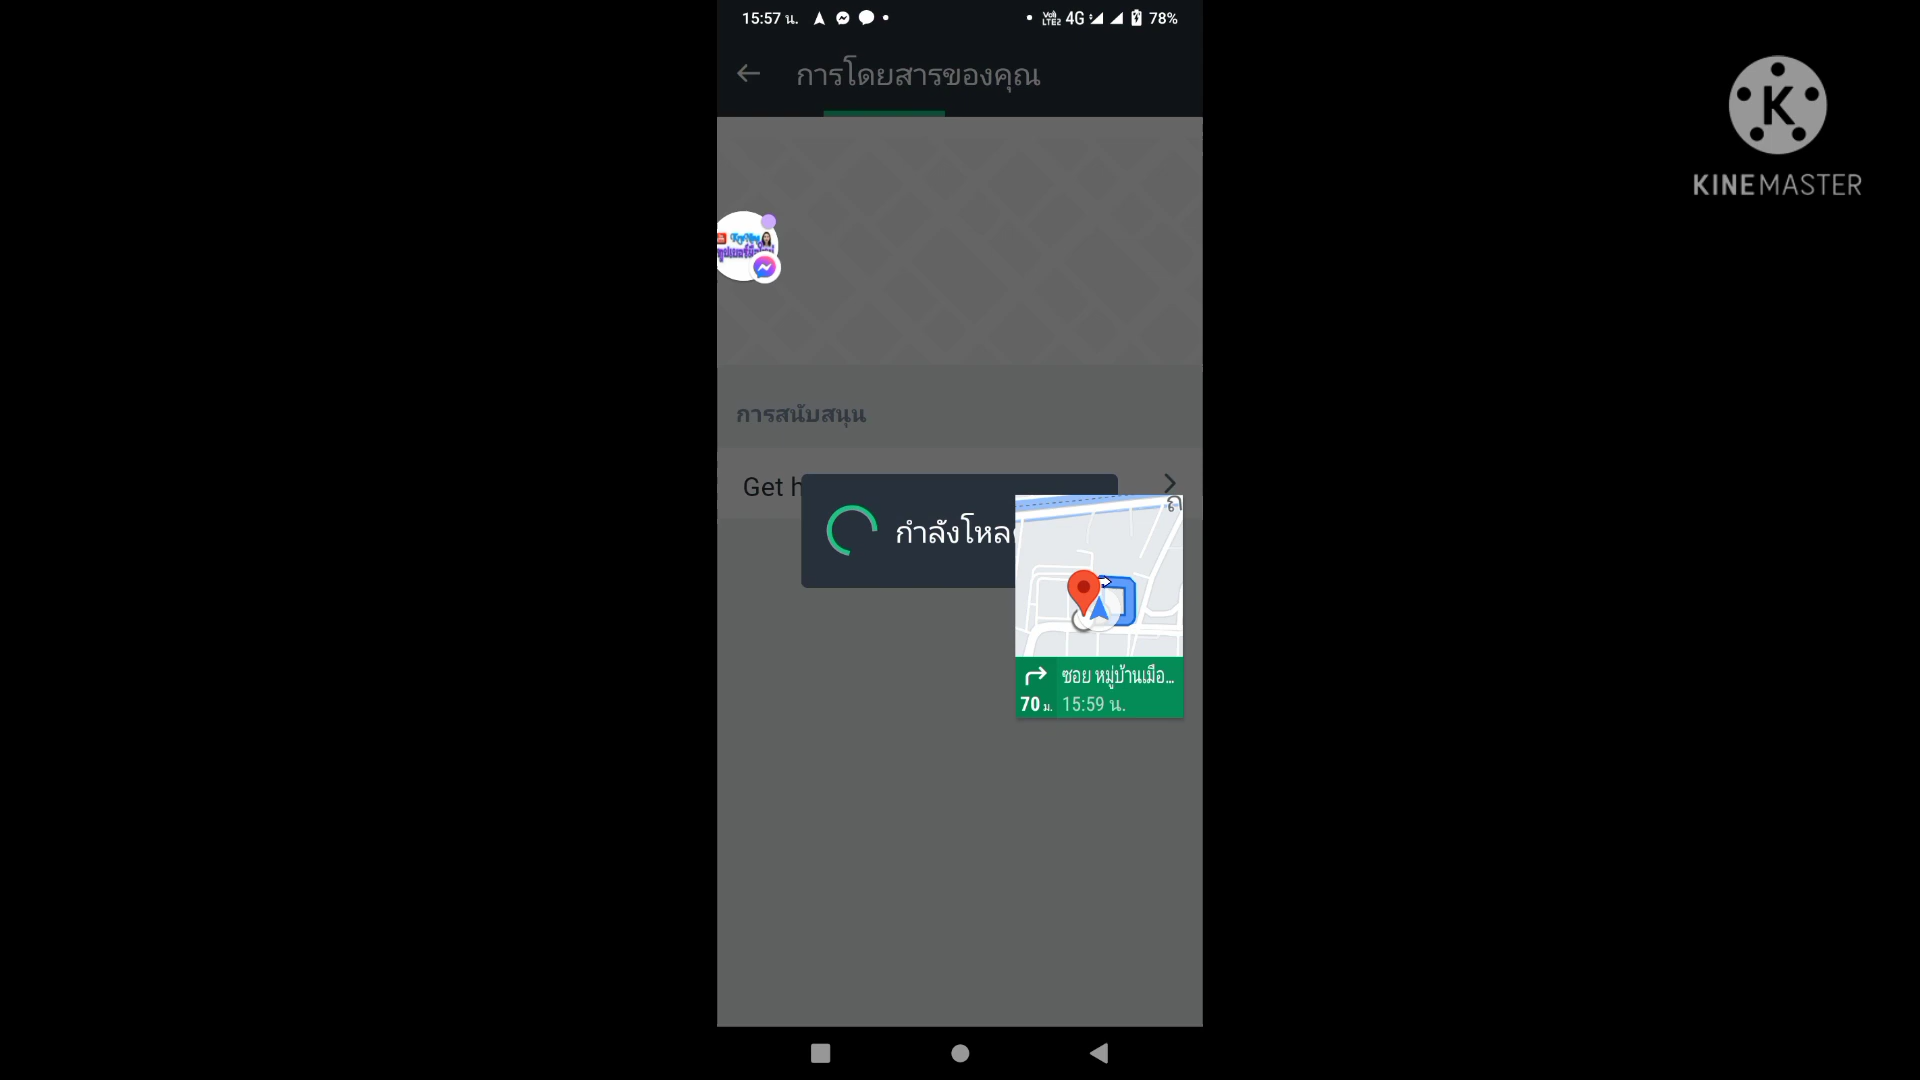 15:57 น.
4G
78%
การโดยสารของคุณ
KINEMASTER
การสนับสนุน
Get h
กำลังโหล
ซอย หมู่บ้านเมือ...
70 ม.
15:59 น.